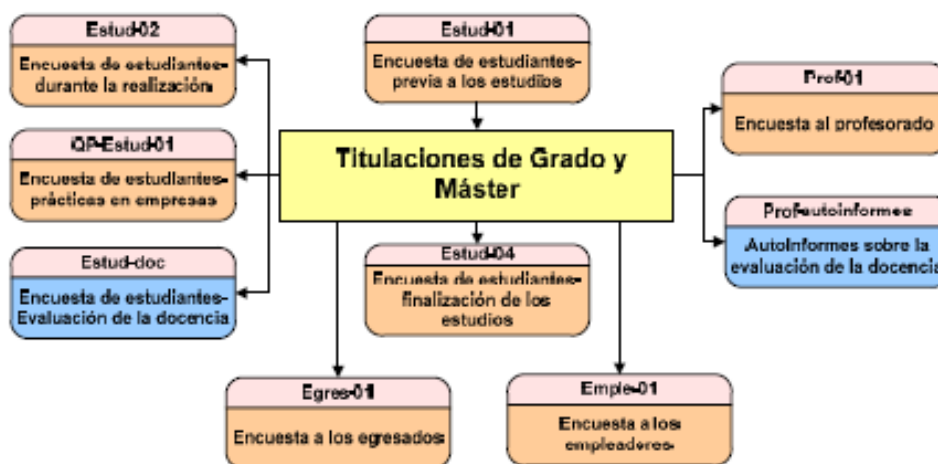 Estud-02
Encuesta de estudiantes-
durante la realización
Estud-01
Encuesta de estudiantes-
previa a los estudios
Prof-01
Encuesta al profesorado
QP-Estud-01
Encuesta de estudiantes-
prácticas en empresas
Titulaciones de Grado y
Máster
Prof-autoinformes
AutoInformes sobre la
evaluación de la docencia
Estud-doc
Encuesta de estudiantes-
Evaluación de la docencia
Estud-04
Encuesta de estudiantes-
finalización de los
estudios
Egres-01
Encuesta a los egresados
Emple-01
Encuesta a los
empleadores